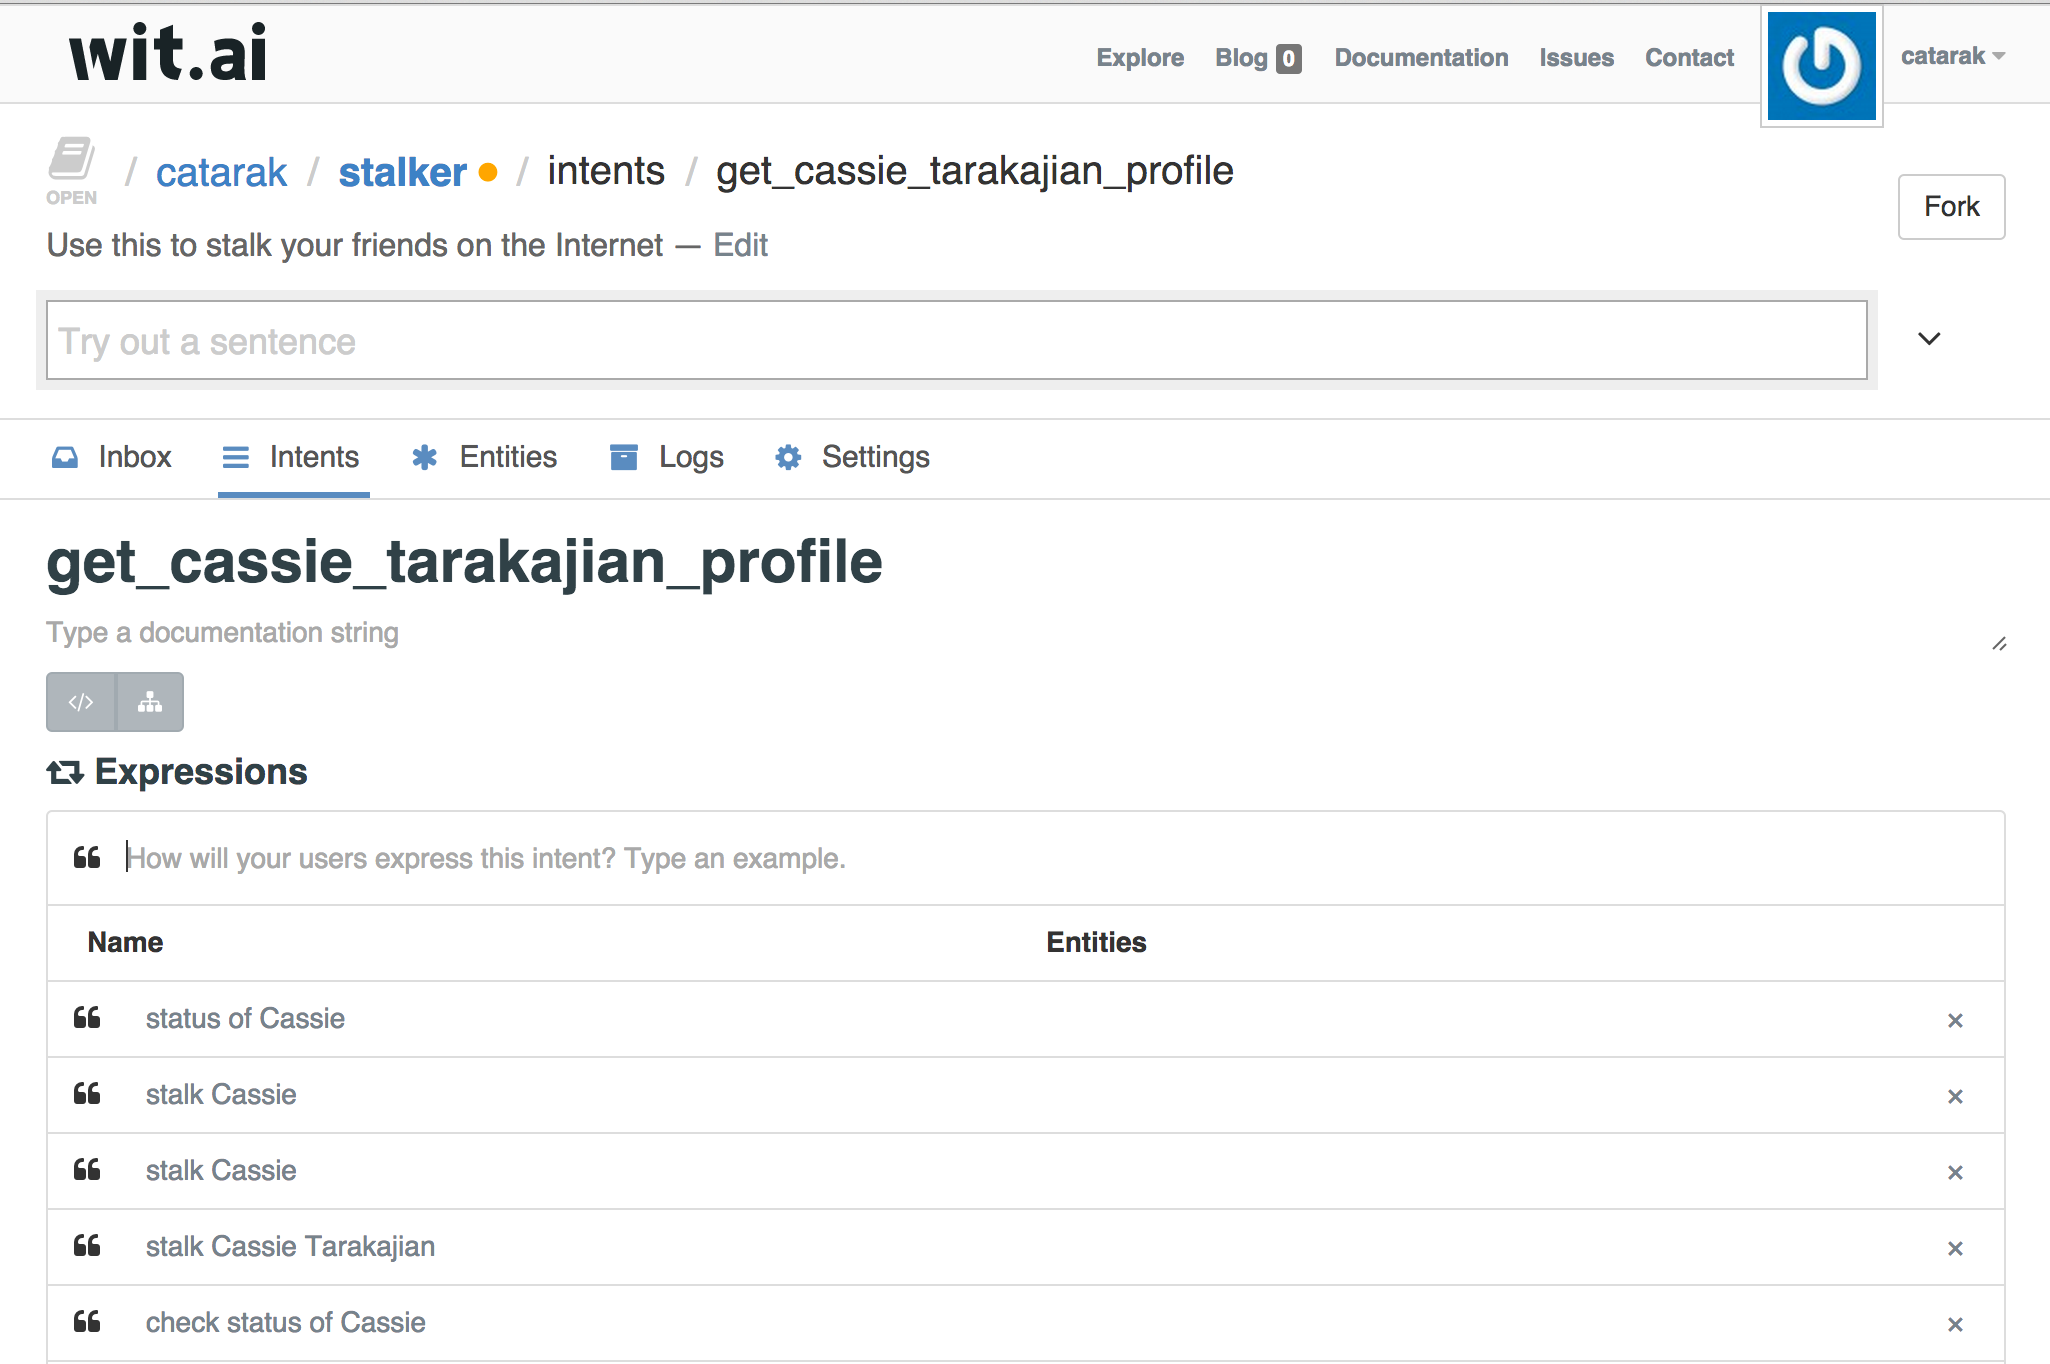 wit.ai
Explore Blog 0 Documentation Issues Contact catarak
OPEN / catarak / stalker / intents / get_cassie_tarakajian_profile
Fork
Use this to stalk your friends on the Internet — Edit
Try out a sentence
Inbox Intents Entities Logs Settings
get_cassie_tarakajian_profile
Type a documentation string
</>
Expressions
How will your users express this intent? Type an example.
Name Entities
status of Cassie ×
stalk Cassie ×
stalk Cassie ×
stalk Cassie Tarakajian ×
check status of Cassie ×